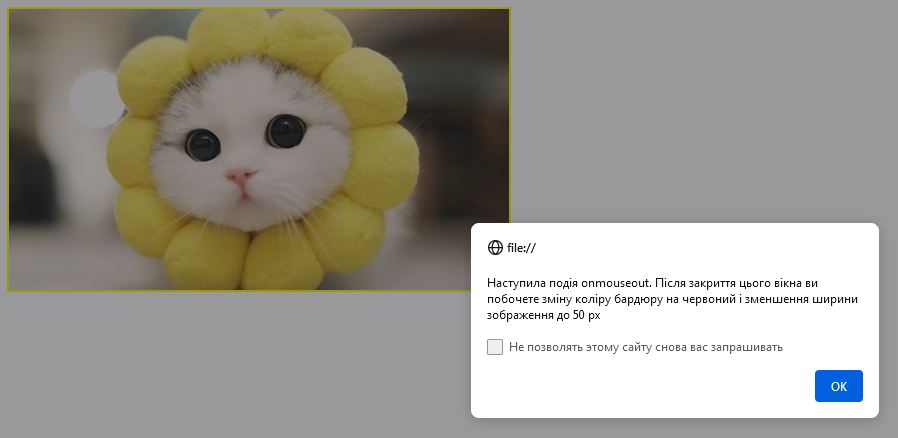 file://
Наступила подія onmouseout. Після закриття цього вікна ви
побочете зміну коліру бардюру на червоний і зменшення ширини
зображення до 50 px
Не позволять этому сайту снова вас запрашивать
OK